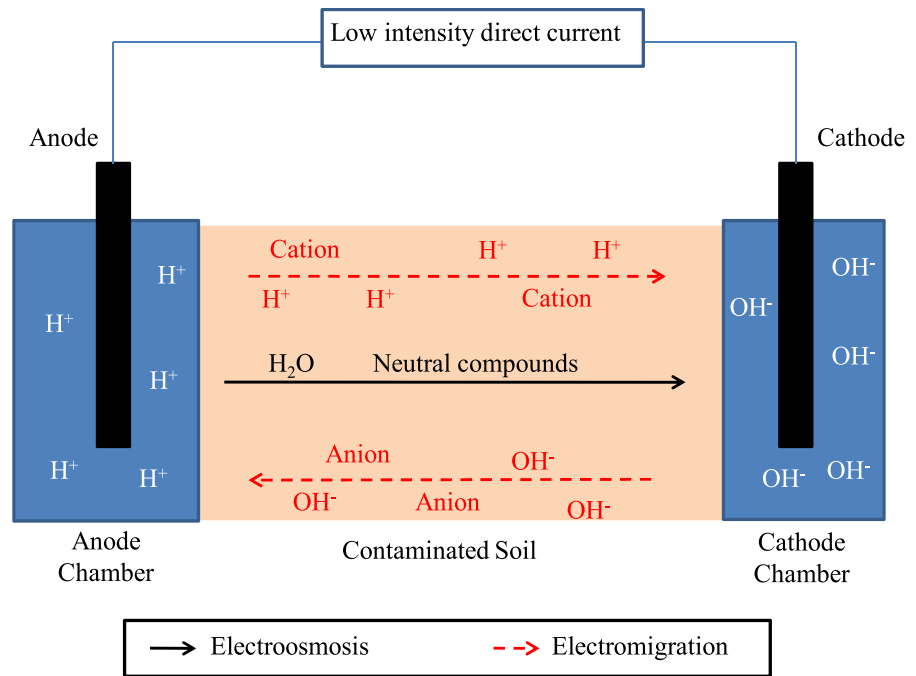 Low intensity direct current
Anode
Cathode
Cation
H⁺
H⁺
H⁺
H⁺
Cation
H⁺
H⁺
H⁺
H⁺
H⁺
OH⁻
OH⁻
OH⁻
OH⁻
OH⁻
H₂O
Neutral compounds
Anion
OH⁻
OH⁻
Anion
OH⁻
Anode
Chamber
Contaminated Soil
Cathode
Chamber
Electroosmosis
Electromigration